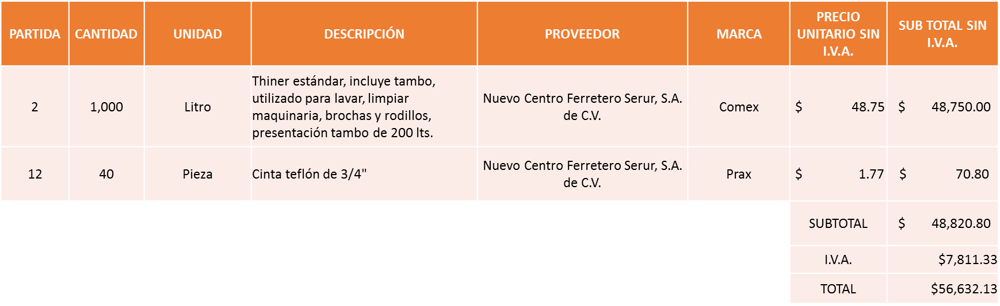 PARTIDA CANTIDAD UNIDAD DESCRIPCIÓN PROVEEDOR MARCA PRECIO UNITARIO SIN I.V.A. SUB TOTAL SIN I.V.A.
2 1,000 Litro
Thiner estándar, incluye tambo,
utilizado para lavar, limpiar
maquinaria, brochas y rodillos,
presentación tambo de 200 lts.
Nuevo Centro Ferretero Serur, S.A.
de C.V.
Comex $ 48.75 $ 48,750.00
12 40 Pieza Cinta teflón de 3/4"
Nuevo Centro Ferretero Serur, S.A.
de C.V.
Prax $ 1.77 $ 70.80
SUBTOTAL $ 48,820.80
I.V.A. $7,811.33
TOTAL $56,632.13